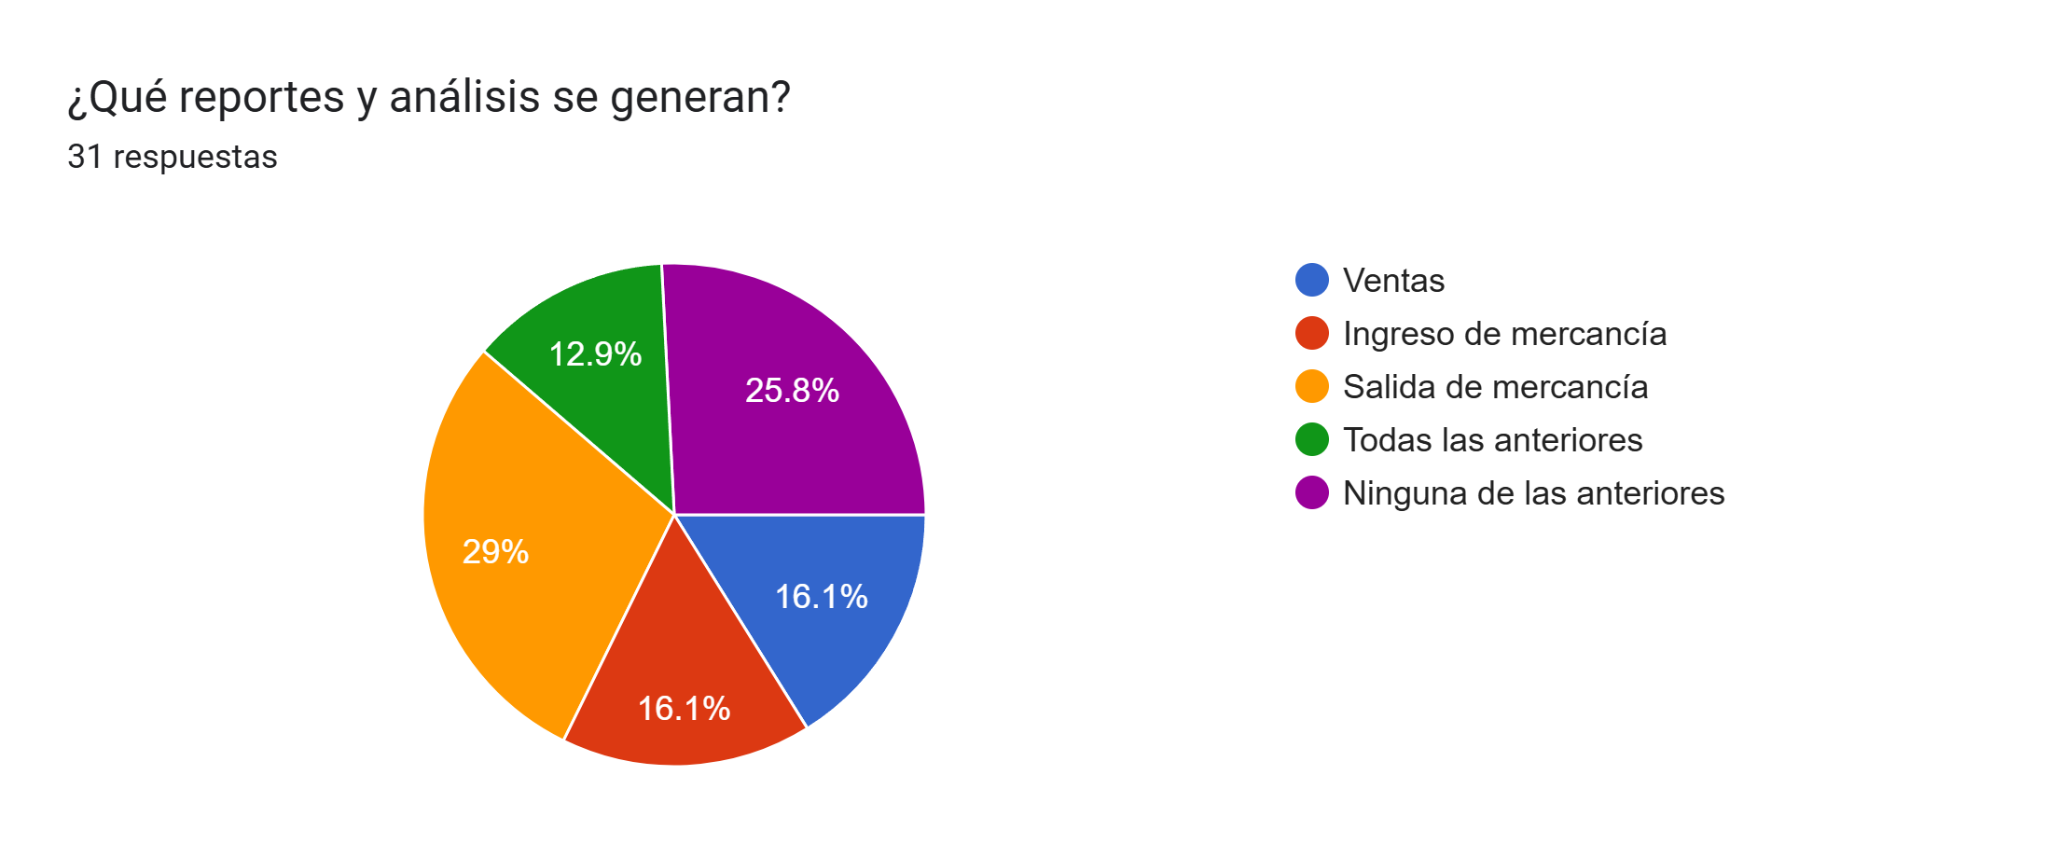 ¿Qué reportes y análisis se generan?
31 respuestas
12.9%
25.8%
29%
16.1%
16.1%
Ventas
Ingreso de mercancía
Salida de mercancía
Todas las anteriores
Ninguna de las anteriores